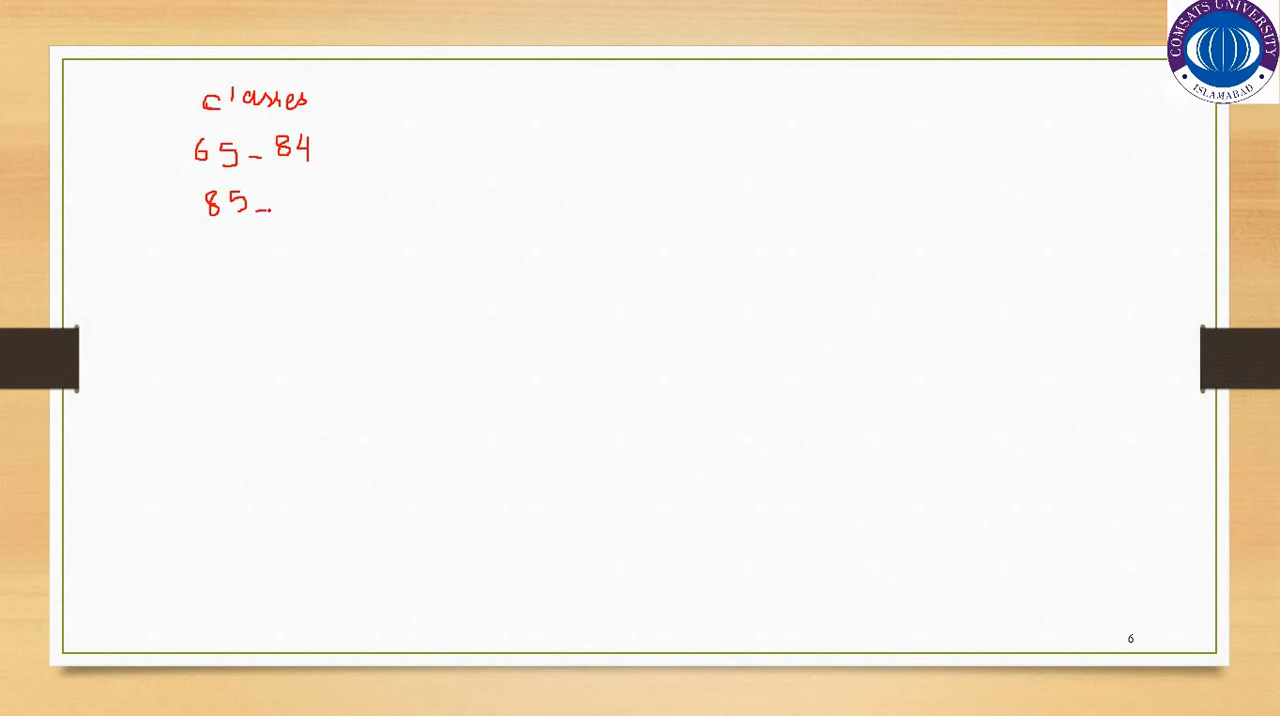 COMSATS UNIVERSITY
ISLAMABAD
classes
65 - 84
85 -
6